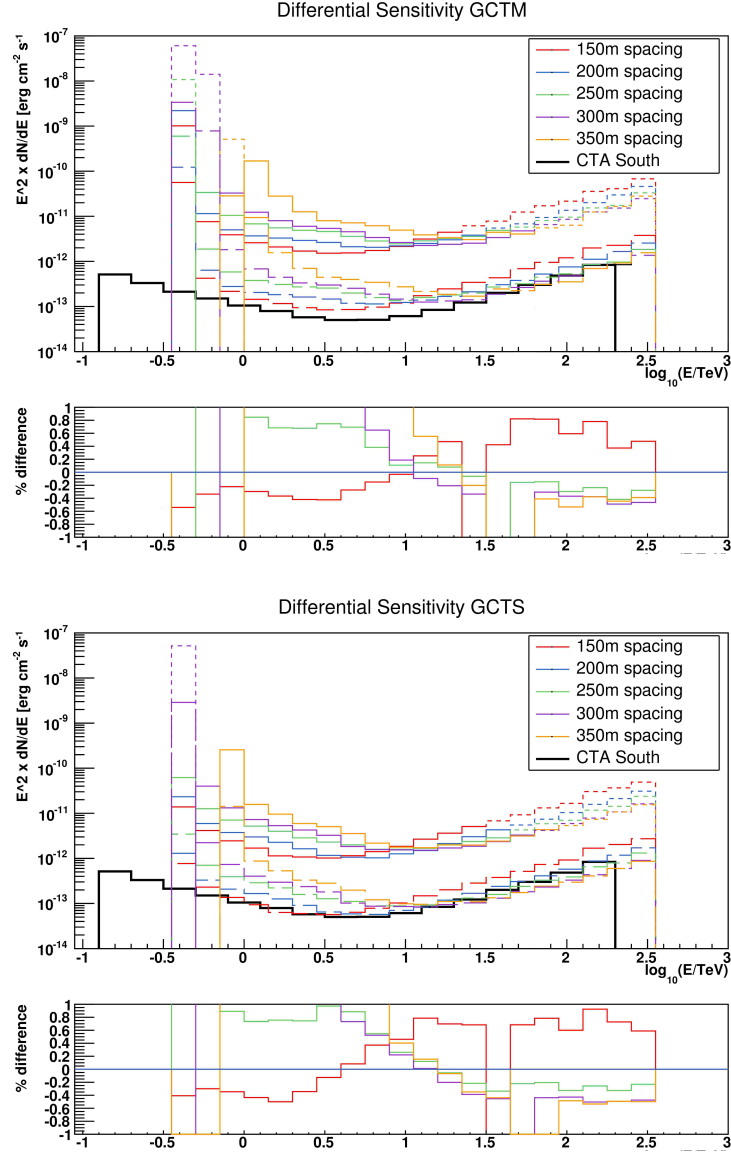 Differential Sensitivity GCTM
E^2 x dN/dE [erg cm⁻² s⁻¹]
10⁻⁷
10⁻⁸
10⁻⁹
10⁻¹⁰
10⁻¹¹
10⁻¹²
10⁻¹³
10⁻¹⁴
150m spacing
200m spacing
250m spacing
300m spacing
350m spacing
CTA South
-1 -0.5 0 0.5 1 1.5 2 2.5 3
log₁₀(E/TeV)
% difference
1
0.8
0.6
0.4
0.2
0
-0.2
-0.4
-0.6
-0.8
-1
-1 -0.5 0 0.5 1 1.5 2 2.5 3
Differential Sensitivity GCTS
E^2 x dN/dE [erg cm⁻² s⁻¹]
10⁻⁷
10⁻⁸
10⁻⁹
10⁻¹⁰
10⁻¹¹
10⁻¹²
10⁻¹³
10⁻¹⁴
150m spacing
200m spacing
250m spacing
300m spacing
350m spacing
CTA South
-1 -0.5 0 0.5 1 1.5 2 2.5 3
log₁₀(E/TeV)
% difference
1
0.8
0.6
0.4
0.2
0
-0.2
-0.4
-0.6
-0.8
-1
-1 -0.5 0 0.5 1 1.5 2 2.5 3